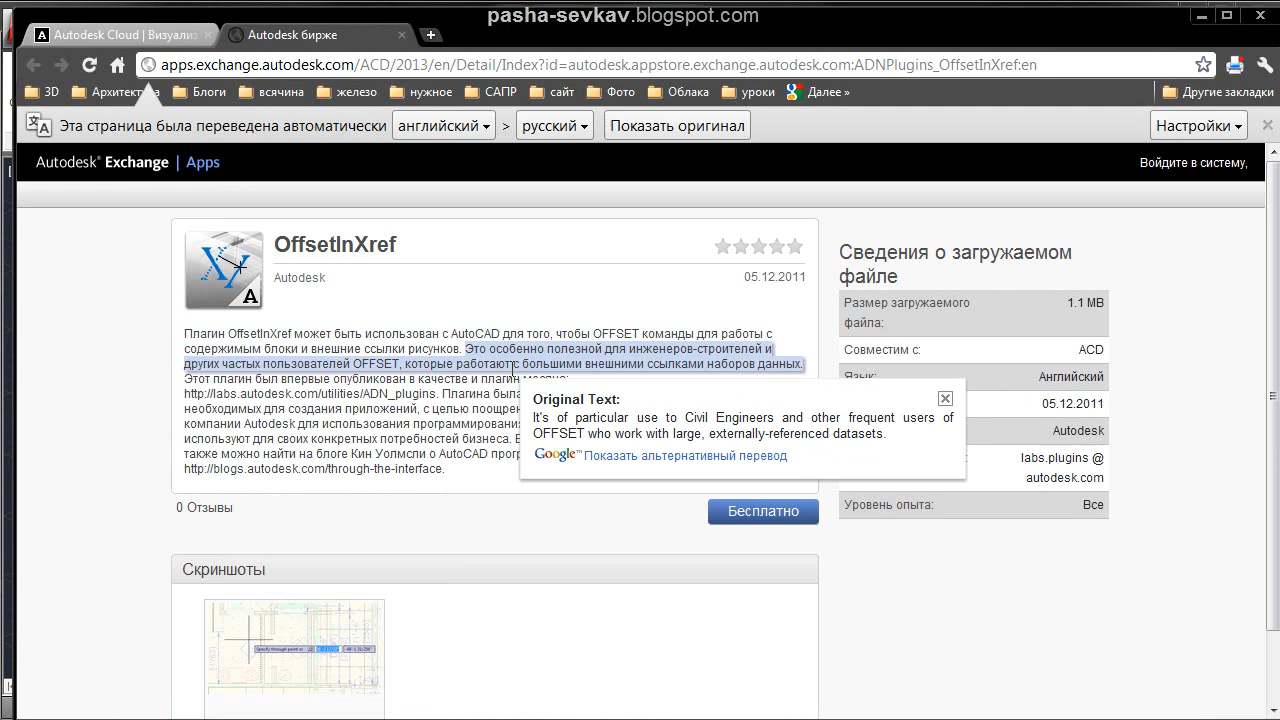 pasha-sevkav.blogspot.com
Autodesk Cloud | Визуализ
Autodesk бирже
apps.exchange.autodesk.com/ACD/2013/en/Detail/Index?id=autodesk.appstore.exchange.autodesk.com:ADNPlugins_OffsetInXref:en
3D Архитектура Блоги всячина железо нужное САПР сайт Фото Облака уроки Далее » Другие закладки
Эта страница была переведена автоматически английский > русский Показать оригинал Настройки
Autodesk® Exchange | Apps
Войдите в систему,
OffsetInXref
Autodesk 05.12.2011
A
Плагин OffsetInXref может быть использован с AutoCAD для того, чтобы OFFSET команды для работы с
содержимым блоки и внешние ссылки рисунков. Это особенно полезной для инженеров-строителей и
других частых пользователей OFFSET, которые работают с большими внешними ссылками наборов данных.
Этот плагин был впервые опубликован в качестве и плагин месяца:
http://labs.autodesk.com/utilities/ADN_plugins. Плагина была
необходимых для создания приложений, с целью поощрен
компании Autodesk для использования программировани
используют для своих конкретных потребностей бизнеса. В
также можно найти на блоге Кин Уолмсли о AutoCAD прогр
http://blogs.autodesk.com/through-the-interface.
Original Text:
It's of particular use to Civil Engineers and other frequent users of
OFFSET who work with large, externally-referenced datasets.
Google™ Показать альтернативный перевод
0 Отзывы
Бесплатно
Скриншоты
Specify through point or
Сведения о загружаемом
файле
Размер загружаемого
файла: 1.1 MB
Совместим с: ACD
Язык: Английский
05.12.2011
Autodesk
labs.plugins @
autodesk.com
Уровень опыта: Все